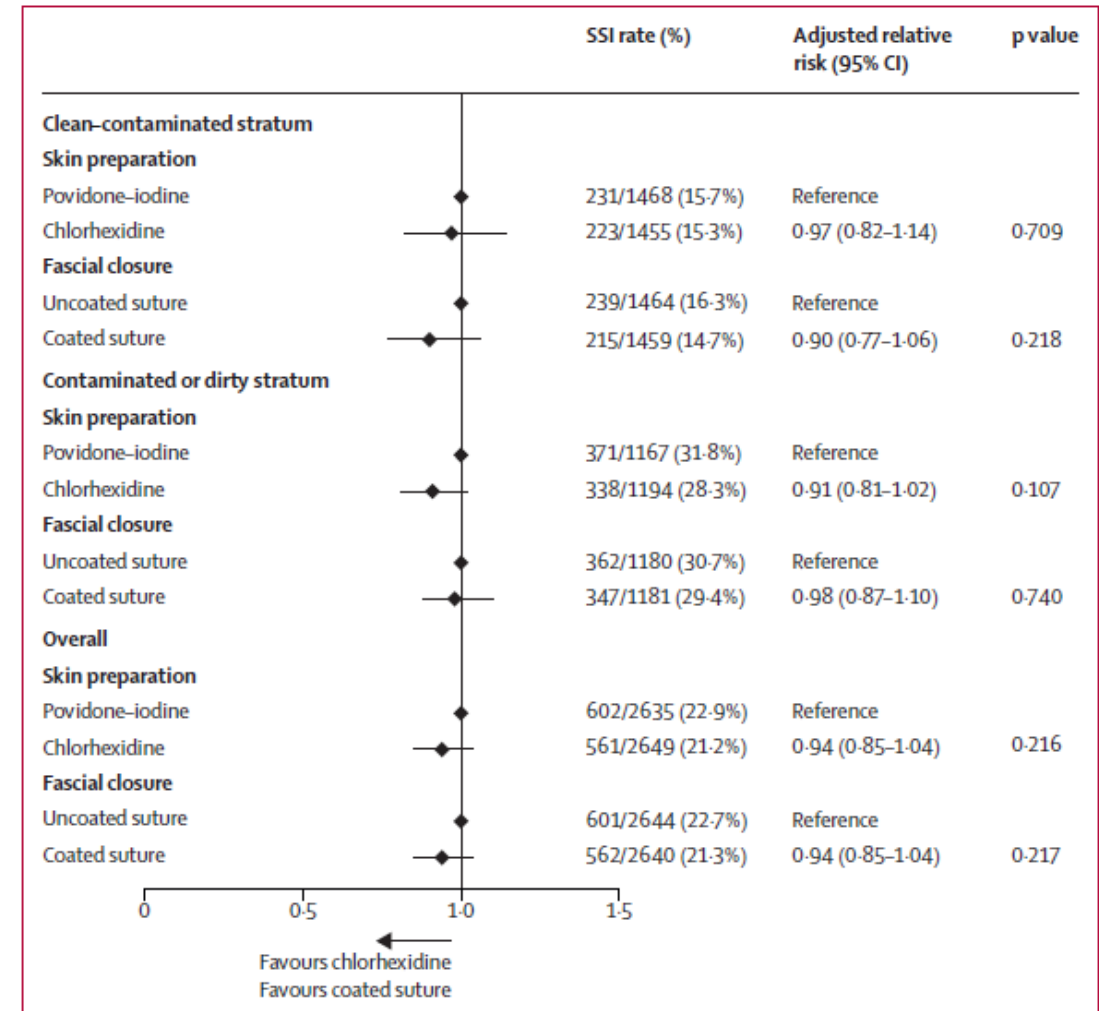 SSI rate (%) Adjusted relative risk (95% CI) p value
Clean–contaminated stratum
Skin preparation
Povidone–iodine 231/1468 (15·7%) Reference
Chlorhexidine 223/1455 (15·3%) 0·97 (0·82–1·14) 0·709
Fascial closure
Uncoated suture 239/1464 (16·3%) Reference
Coated suture 215/1459 (14·7%) 0·90 (0·77–1·06) 0·218
Contaminated or dirty stratum
Skin preparation
Povidone–iodine 371/1167 (31·8%) Reference
Chlorhexidine 338/1194 (28·3%) 0·91 (0·81–1·02) 0·107
Fascial closure
Uncoated suture 362/1180 (30·7%) Reference
Coated suture 347/1181 (29·4%) 0·98 (0·87–1·10) 0·740
Overall
Skin preparation
Povidone–iodine 602/2635 (22·9%) Reference
Chlorhexidine 561/2649 (21·2%) 0·94 (0·85–1·04) 0·216
Fascial closure
Uncoated suture 601/2644 (22·7%) Reference
Coated suture 562/2640 (21·3%) 0·94 (0·85–1·04) 0·217
0 0·5 1·0 1·5
Favours chlorhexidine
Favours coated suture